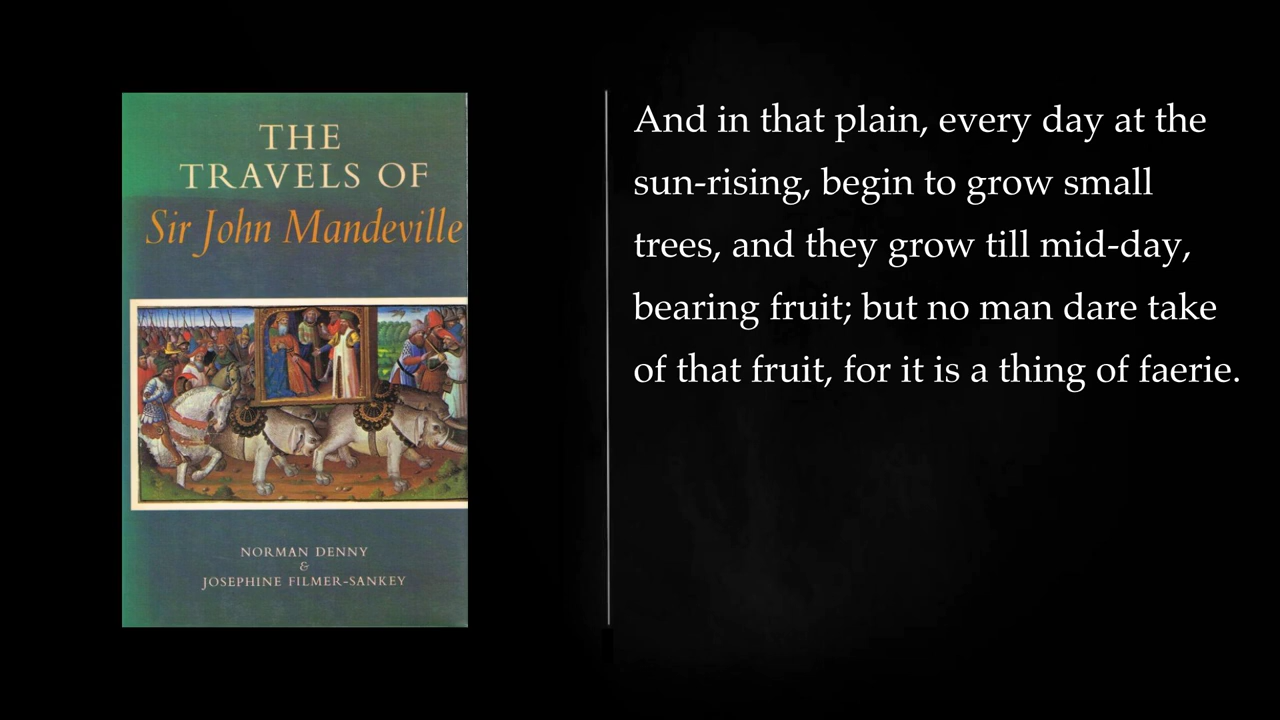 THE
TRAVELS OF
Sir John Mandeville
NORMAN DENNY
&
JOSEPHINE FILMER-SANKEY
And in that plain, every day at the
sun-rising, begin to grow small
trees, and they grow till mid-day,
bearing fruit; but no man dare take
of that fruit, for it is a thing of faerie.